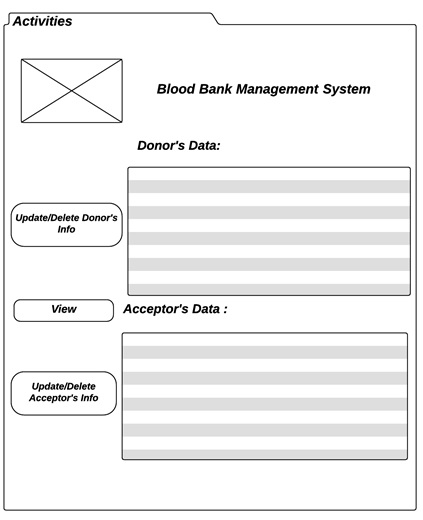 Activities
Blood Bank Management System
Donor's Data:
Update/Delete Donor's
Info
View
Acceptor's Data :
Update/Delete
Acceptor's Info